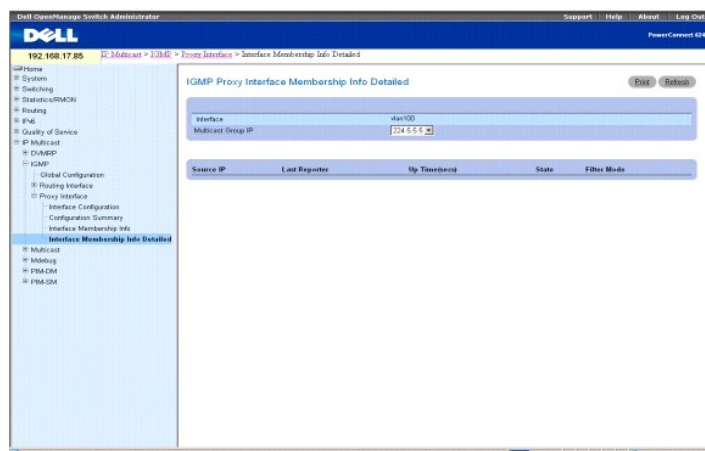 Dell OpenManage Switch Administrator
Support Help About Log Out
DELL
PowerConnect 624
192.168.17.85
IP Multicast > IGMP > Proxy Interface > Interface Membership Info Detailed
Home
System
Switching
Statistics/RMON
Routing
IPv6
Quality of Service
IP Multicast
DVMRP
IGMP
Global Configuration
Routing Interface
Proxy Interface
Interface Configuration
Configuration Summary
Interface Membership Info
Interface Membership Info Detailed
Multicast
Mdebug
PIM-DM
PIM-SM
IGMP Proxy Interface Membership Info Detailed
Print Refresh
Interface vlan100
Multicast Group IP 224.5.5.5
Source IP Last Reporter Up Time(secs) State Filter Mode